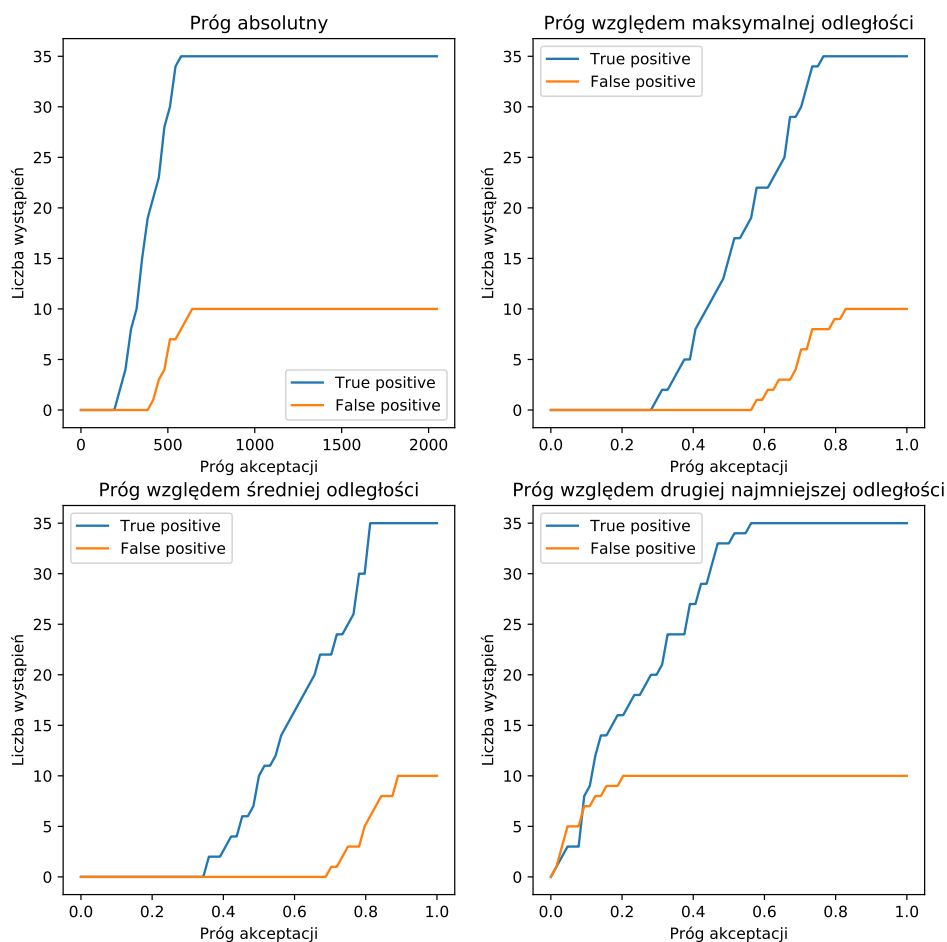 Próg absolutny
Liczba wystąpień
35
30
25
20
15
10
5
0
True positive
False positive
0 500 1000 1500 2000
Próg akceptacji
Próg względem maksymalnej odległości
Liczba wystąpień
True positive
False positive
35
30
25
20
15
10
5
0
0.0 0.2 0.4 0.6 0.8 1.0
Próg akceptacji
Próg względem średniej odległości
Liczba wystąpień
True positive
False positive
35
30
25
20
15
10
5
0
0.0 0.2 0.4 0.6 0.8 1.0
Próg akceptacji
Próg względem drugiej najmniejszej odległości
Liczba wystąpień
True positive
False positive
35
30
25
20
15
10
5
0
0.0 0.2 0.4 0.6 0.8 1.0
Próg akceptacji